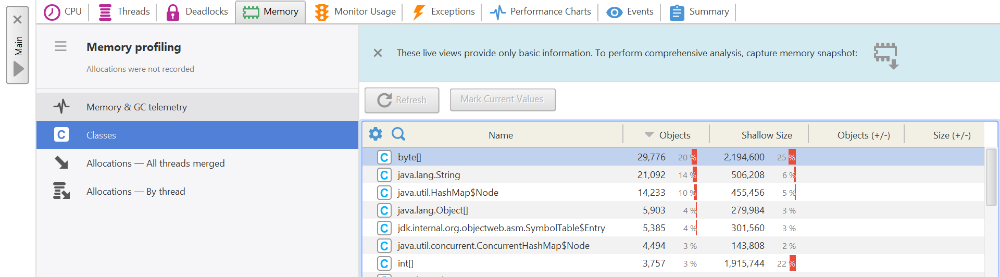 CPU Threads Deadlocks Memory Monitor Usage Exceptions Performance Charts Events Summary
Main
Memory profiling
Allocations were not recorded
Memory & GC telemetry
C Classes
Allocations — All threads merged
Allocations — By thread
These live views provide only basic information. To perform comprehensive analysis, capture memory snapshot:
Refresh Mark Current Values
Name Objects Shallow Size Objects (+/-) Size (+/-)
C byte[] 29,776 20 % 2,194,600 25 %
C java.lang.String 21,092 14 % 506,208 6 %
C java.util.HashMap$Node 14,233 10 % 455,456 5 %
C java.lang.Object[] 5,903 4 % 279,984 3 %
C jdk.internal.org.objectweb.asm.SymbolTable$Entry 5,385 4 % 301,560 3 %
C java.util.concurrent.ConcurrentHashMap$Node 4,494 3 % 143,808 2 %
C int[] 3,757 3 % 1,915,744 22 %